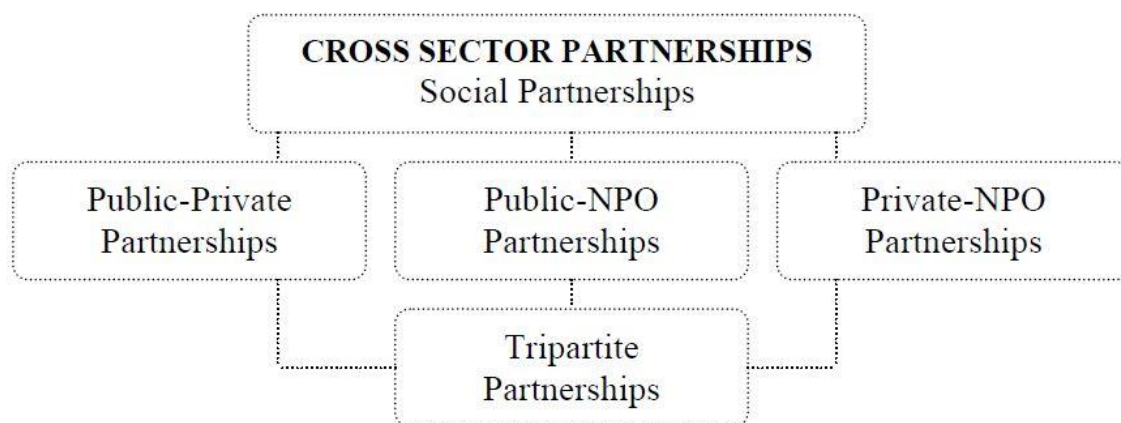 CROSS SECTOR PARTNERSHIPS
Social Partnerships
Public-Private
Partnerships
Public-NPO
Partnerships
Private-NPO
Partnerships
Tripartite
Partnerships